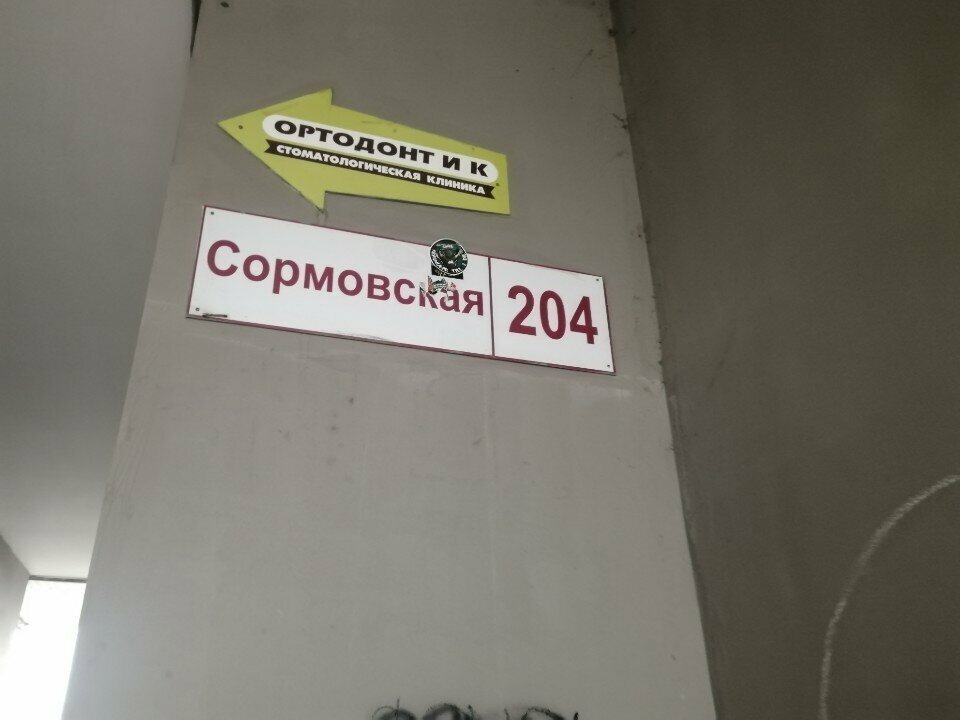 ОРТОДОНТ И К
СТОМАТОЛОГИЧЕСКАЯ КЛИНИКА
Сормовская 204